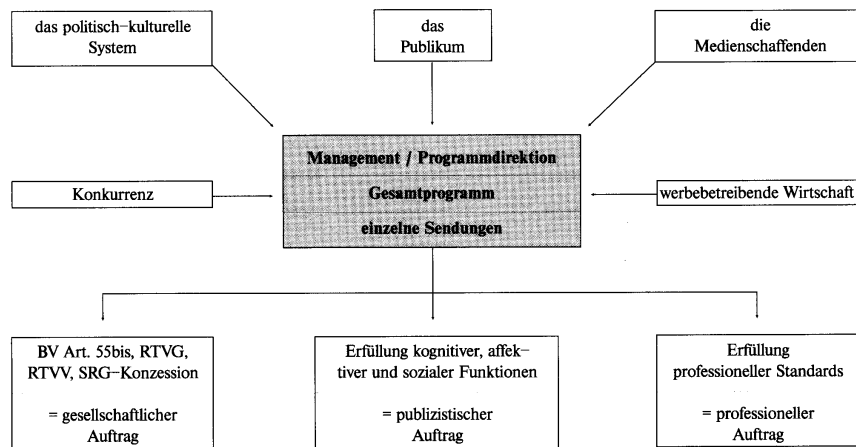 das politisch-kulturelle
System
das
Publikum
die
Medienschaffenden
Management / Programmdirektion
Konkurrenz
Gesamtprogramm
werbebetreibende Wirtschaft
einzelne Sendungen
BV Art. 55bis, RTVG,
RTVV, SRG-Konzession
= gesellschaftlicher
Auftrag
Erfüllung kognitiver, affek-
tiver und sozialer Funktionen
= publizistischer
Auftrag
Erfüllung
professioneller Standards
= professioneller
Auftrag